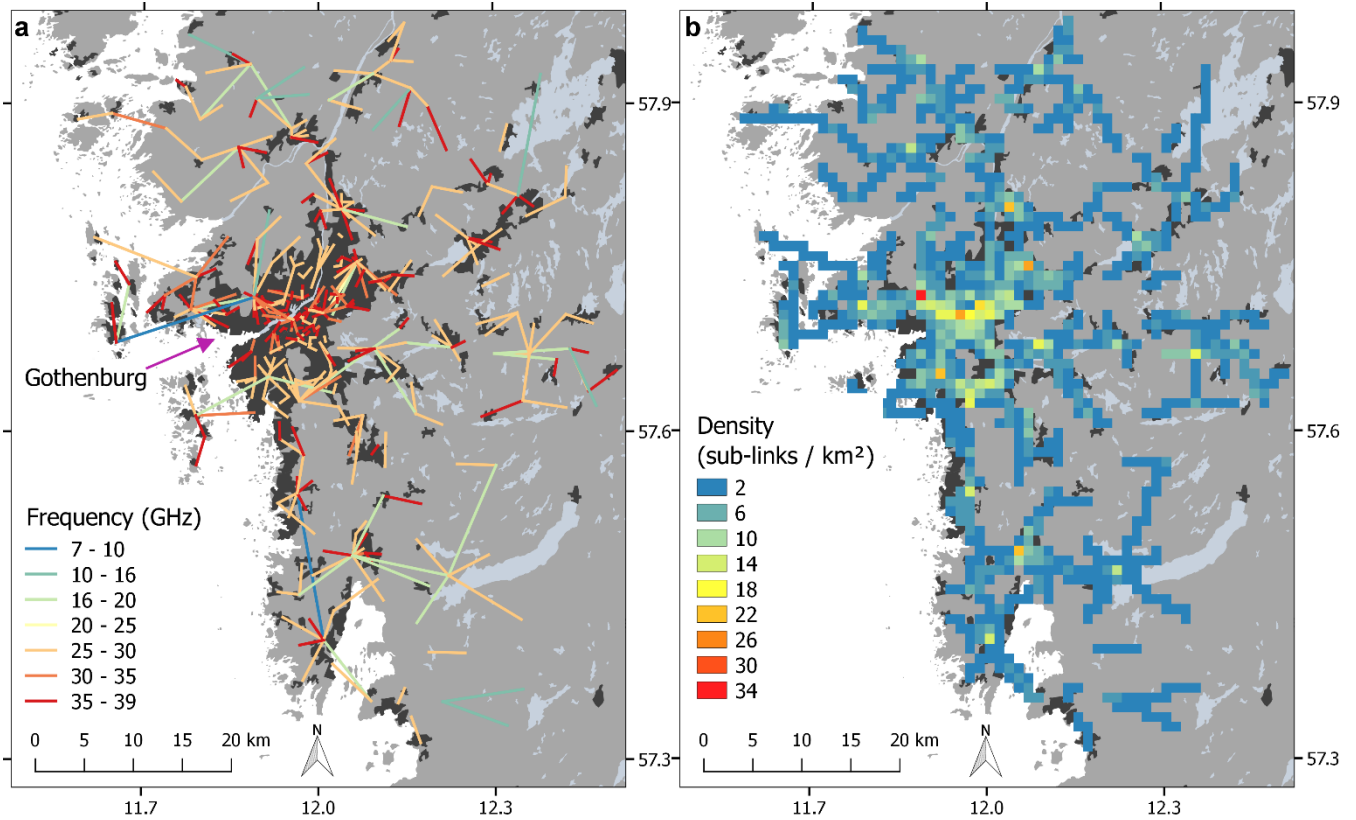 a
Gothenburg
Frequency (GHz)
7 - 10
10 - 16
16 - 20
20 - 25
25 - 30
30 - 35
35 - 39
0 5 10 15 20 km
N
57.9
57.6
57.3
11.7 12.0 12.3
b
Density
(sub-links / km²)
2
6
10
14
18
22
26
30
34
0 5 10 15 20 km
N
57.9
57.6
57.3
11.7 12.0 12.3